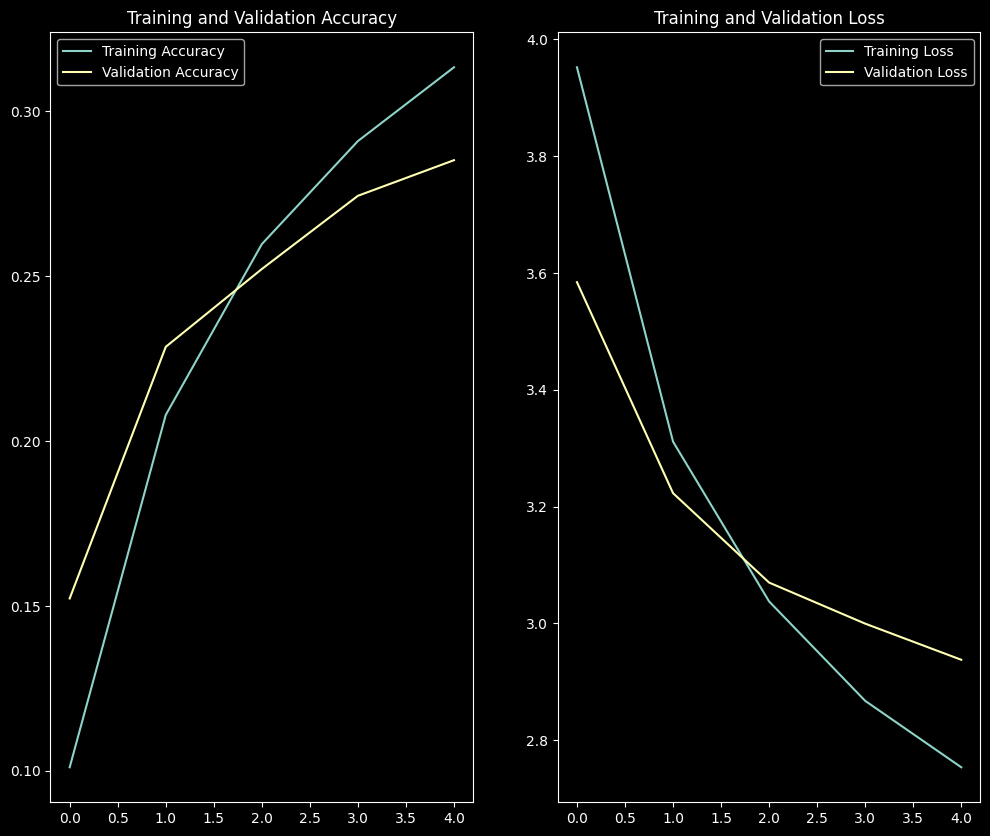 Training and Validation Accuracy
Training Accuracy
Validation Accuracy
0.30
0.25
0.20
0.15
0.10
0.0 0.5 1.0 1.5 2.0 2.5 3.0 3.5 4.0
Training and Validation Loss
Training Loss
Validation Loss
4.0
3.8
3.6
3.4
3.2
3.0
2.8
0.0 0.5 1.0 1.5 2.0 2.5 3.0 3.5 4.0